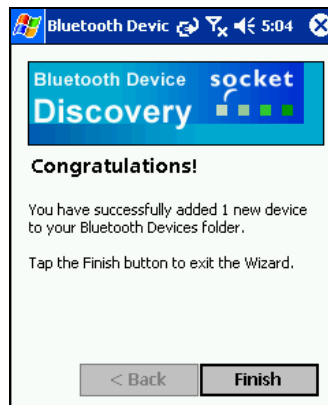 Bluetooth Devic 5:04
Bluetooth Device
socket
Discovery
Congratulations!
You have successfully added 1 new device
to your Bluetooth Devices folder.
Tap the Finish button to exit the Wizard.
< Back Finish